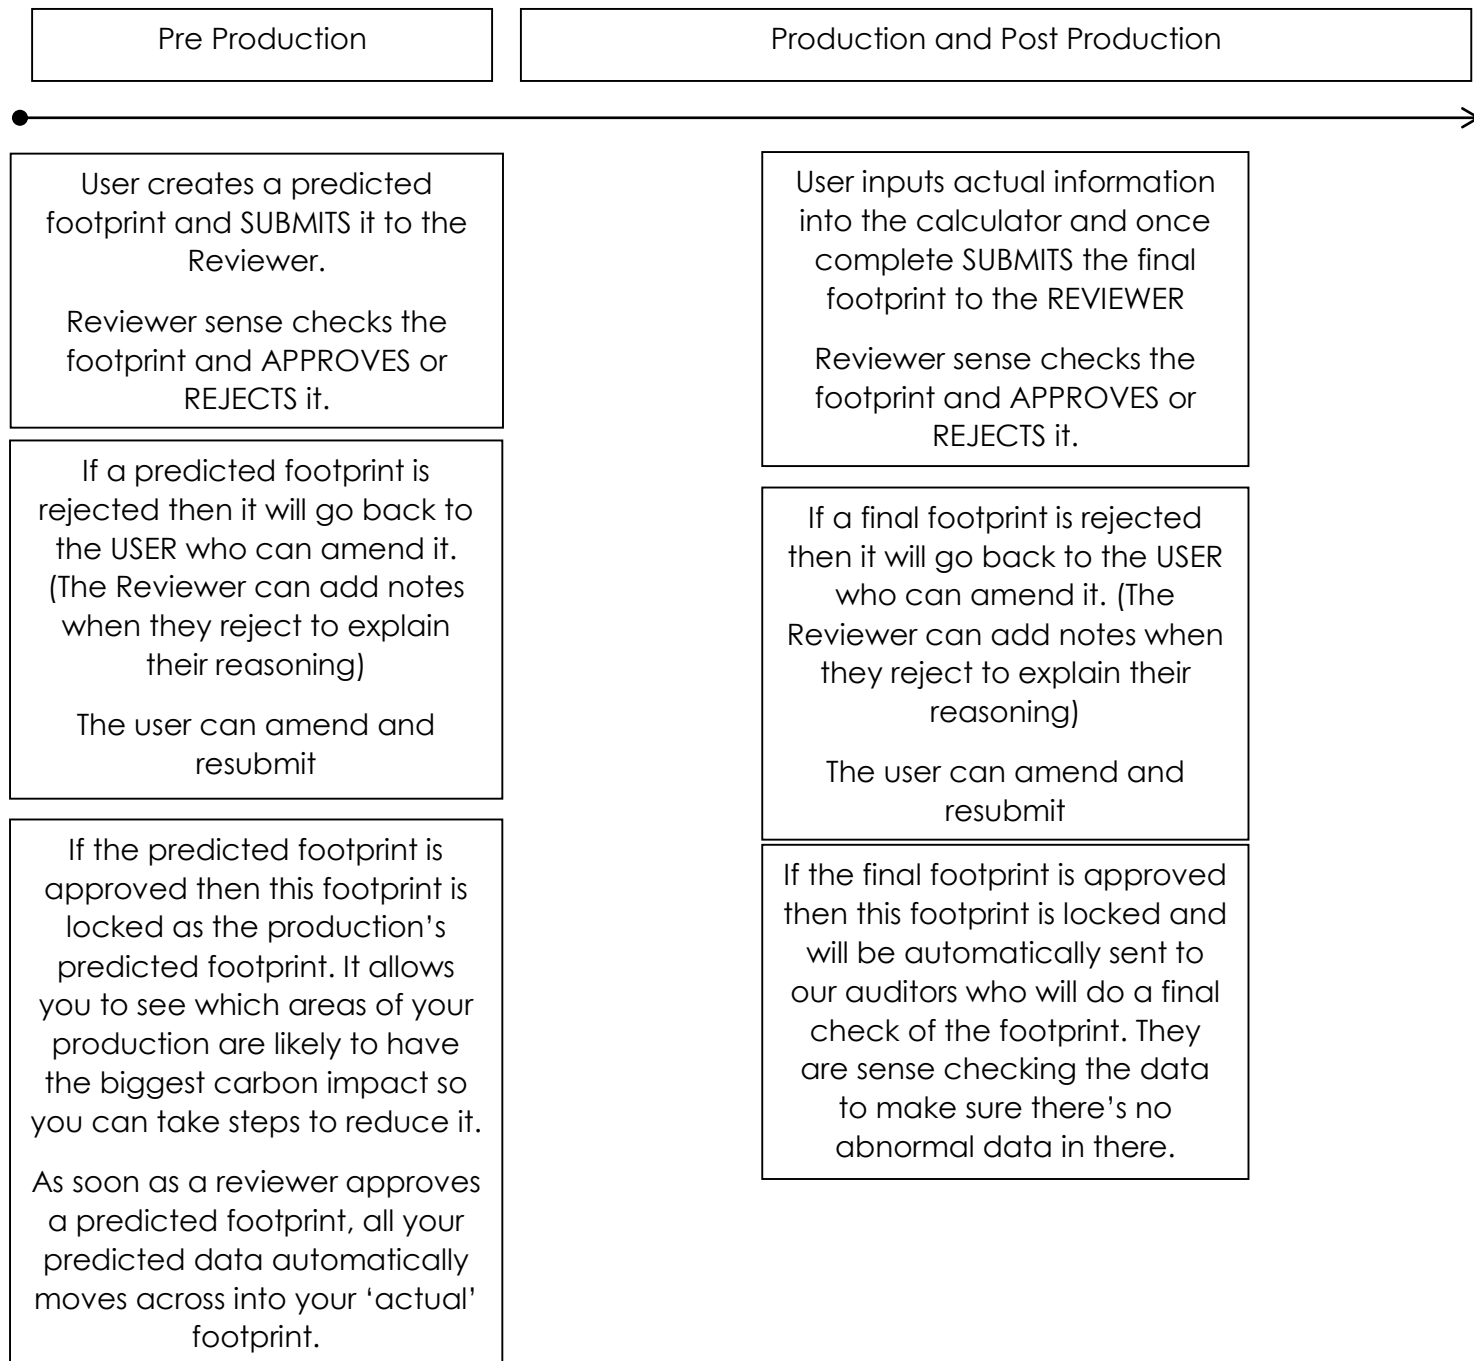 Pre Production
Production and Post Production
User creates a predicted
footprint and SUBMITS it to the
Reviewer.
Reviewer sense checks the
footprint and APPROVES or
REJECTS it.
If a predicted footprint is
rejected then it will go back to
the USER who can amend it.
(The Reviewer can add notes
when they reject to explain
their reasoning)
The user can amend and
resubmit
If the predicted footprint is
approved then this footprint is
locked as the production’s
predicted footprint. It allows
you to see which areas of your
production are likely to have
the biggest carbon impact so
you can take steps to reduce it.
As soon as a reviewer approves
a predicted footprint, all your
predicted data automatically
moves across into your ‘actual’
footprint.
User inputs actual information
into the calculator and once
complete SUBMITS the final
footprint to the REVIEWER
Reviewer sense checks the
footprint and APPROVES or
REJECTS it.
If a final footprint is rejected
then it will go back to the USER
who can amend it. (The
Reviewer can add notes when
they reject to explain their
reasoning)
The user can amend and
resubmit
If the final footprint is approved
then this footprint is locked and
will be automatically sent to
our auditors who will do a final
check of the footprint. They
are sense checking the data
to make sure there’s no
abnormal data in there.